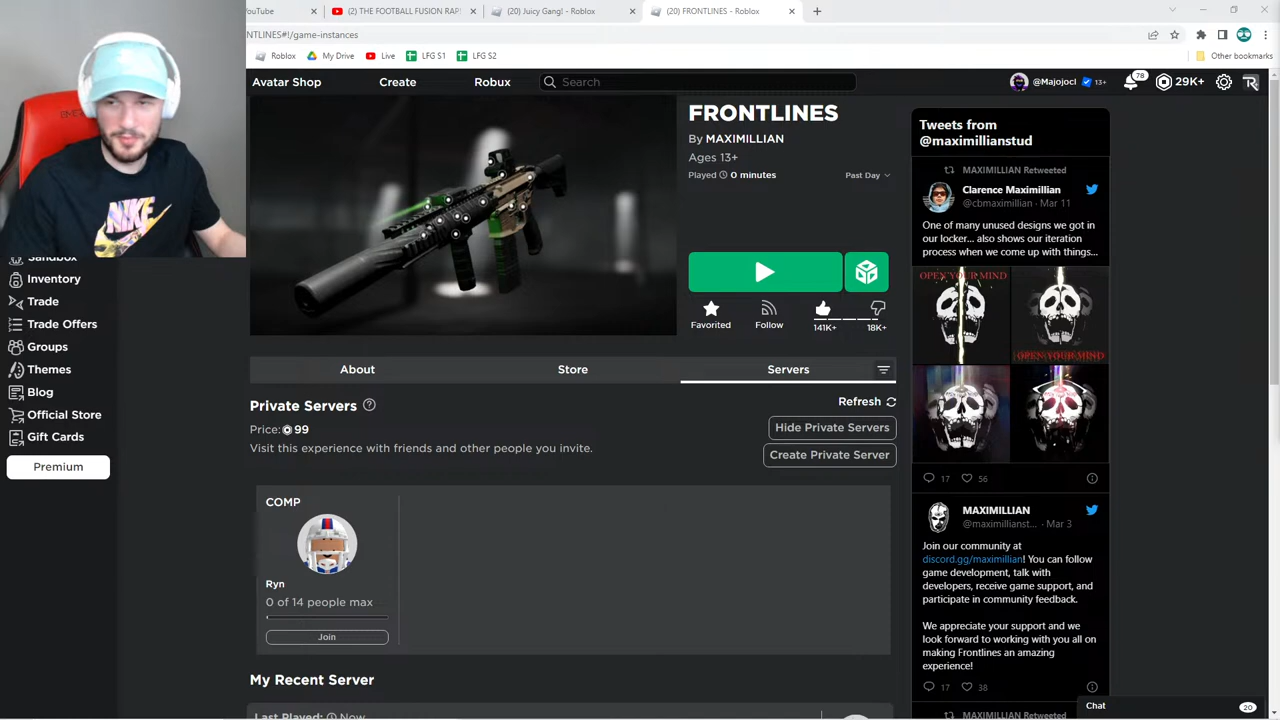 YouTube
(2) THE FOOTBALL FUSION RAP!
(20) Juicy Gang! - Roblox
(20) FRONTLINES - Roblox
NTLINES#!/game-instances
Roblox
My Drive
Live
LFG S1
LFG S2
Other bookmarks
Avatar Shop
Create
Robux
Search
@Majojocl
13+
78
29K+
NIKE
Inventory
Trade
Trade Offers
Groups
Themes
Blog
Official Store
Gift Cards
Premium
FRONTLINES
By MAXIMILLIAN
Ages 13+
Played 0 minutes
Past Day
Favorited
Follow
141K+
18K+
About
Store
Servers
Refresh
Private Servers
Price: 99
Visit this experience with friends and other people you invite.
Hide Private Servers
Create Private Server
COMP
Ryn
0 of 14 people max
Join
My Recent Server
Last Played: Now
Tweets from
@maximillianstud
MAXIMILLIAN Retweeted
Clarence Maximillian
@cbmaximillian · Mar 11
One of many unused designs we got in
our locker... also shows our iteration
process when we come up with things...
OPEN YOUR MIND
OPEN YOUR MIND
17
56
MAXIMILLIAN
@maximillianst... · Mar 3
Join our community at
discord.gg/maximillian! You can follow
game development, talk with
developers, receive game support, and
participate in community feedback.
We appreciate your support and we
look forward to working with you all on
making Frontlines an amazing
experience!
17
38
MAXIMILLIAN Retweeted
Chat
20